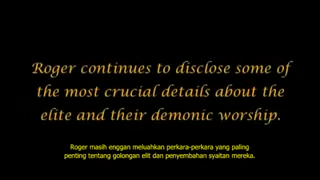 Roger continues to disclose some of
the most crucial details about the
elite and their demonic worship.
Roger masih enggan meluahkan perkara-perkara yang paling
penting tentang golongan elit dan penyembahan syaitan mereka.